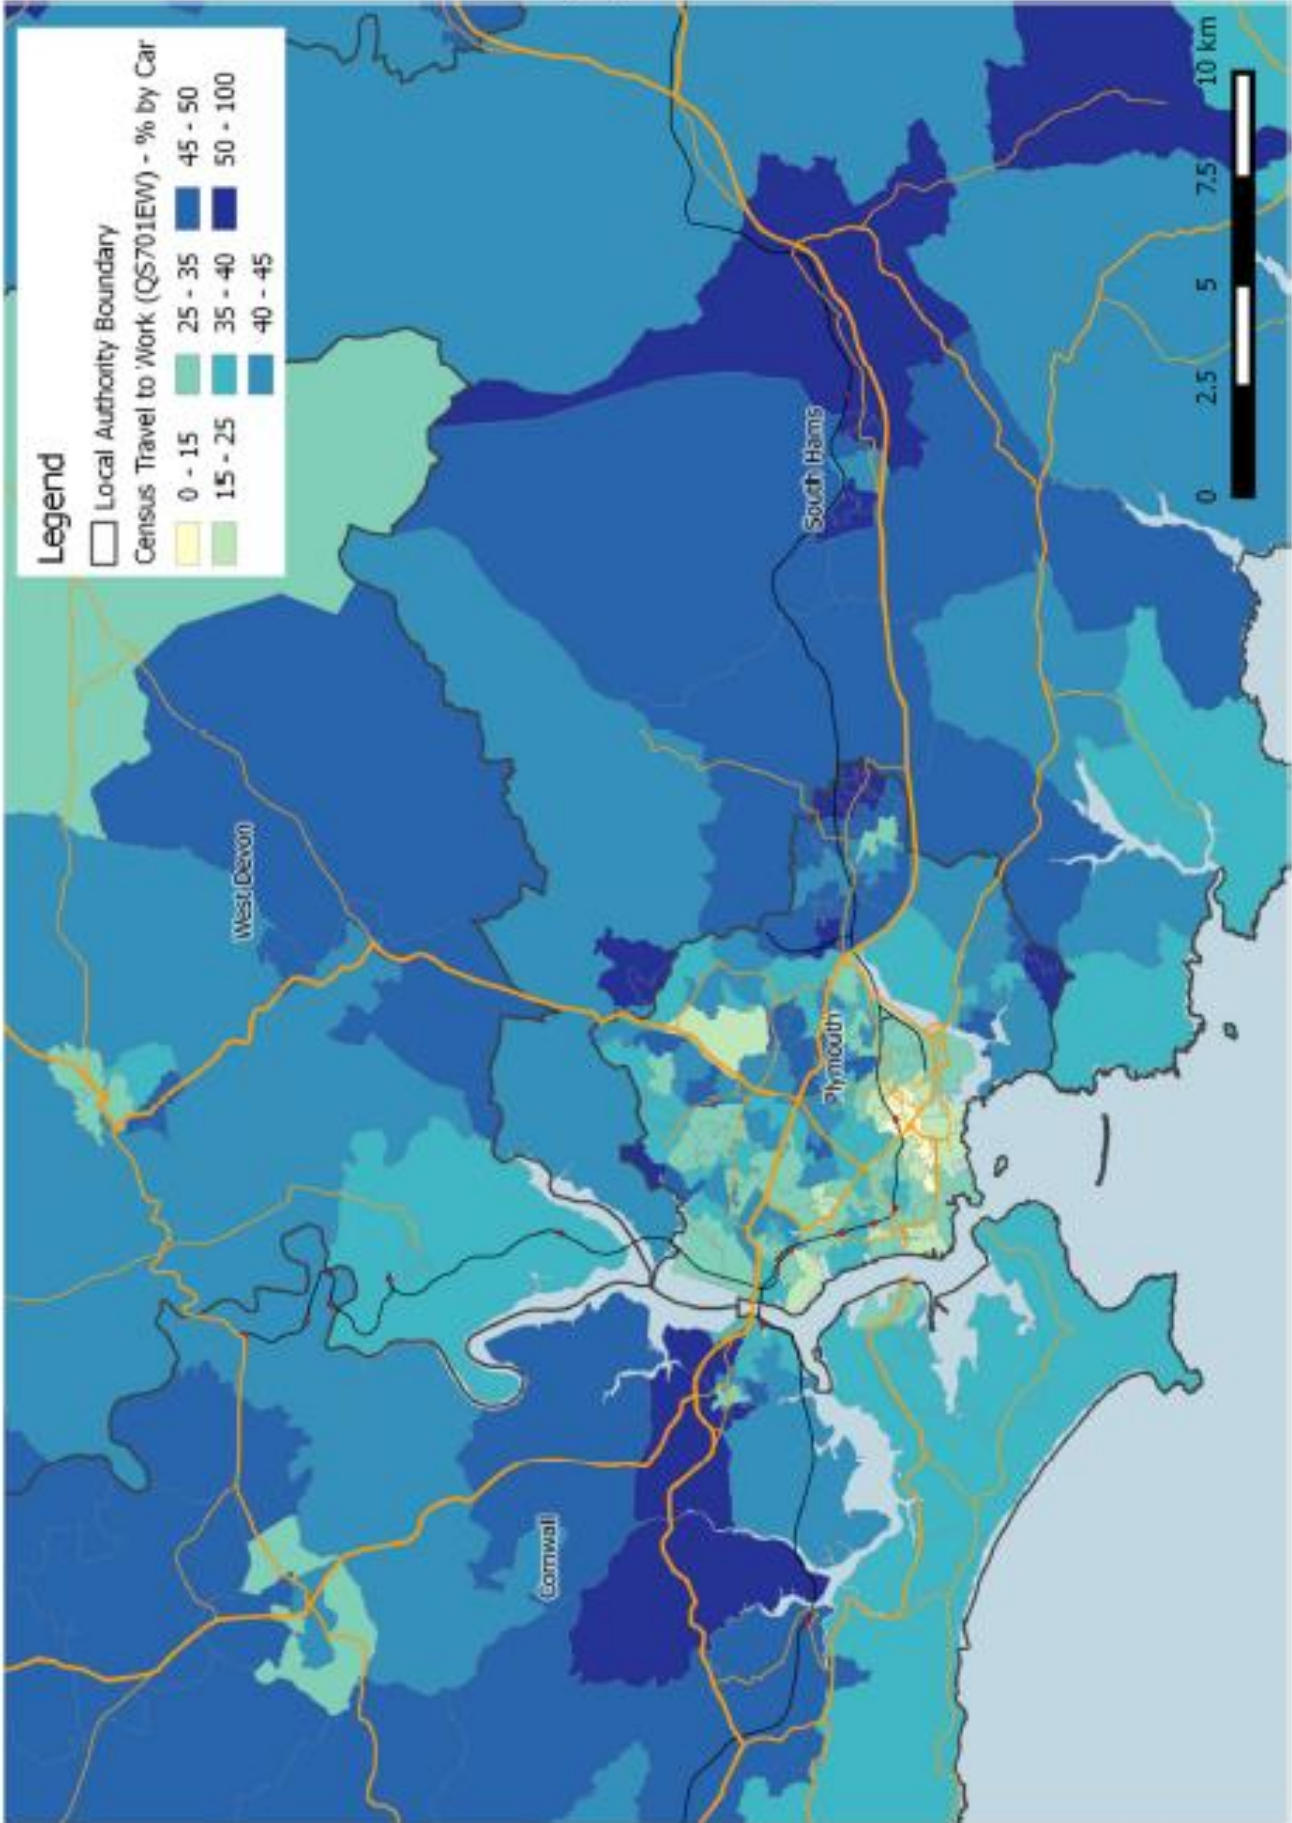 Legend
Local Authority Boundary
Census Travel to Work (QS701EW) - % by Car
0 - 15 25 - 35 45 - 50
15 - 25 35 - 40 50 - 100
40 - 45
West Devon
South Hams
Plymouth
Cornwall
0 2.5 5 7.5 10 km